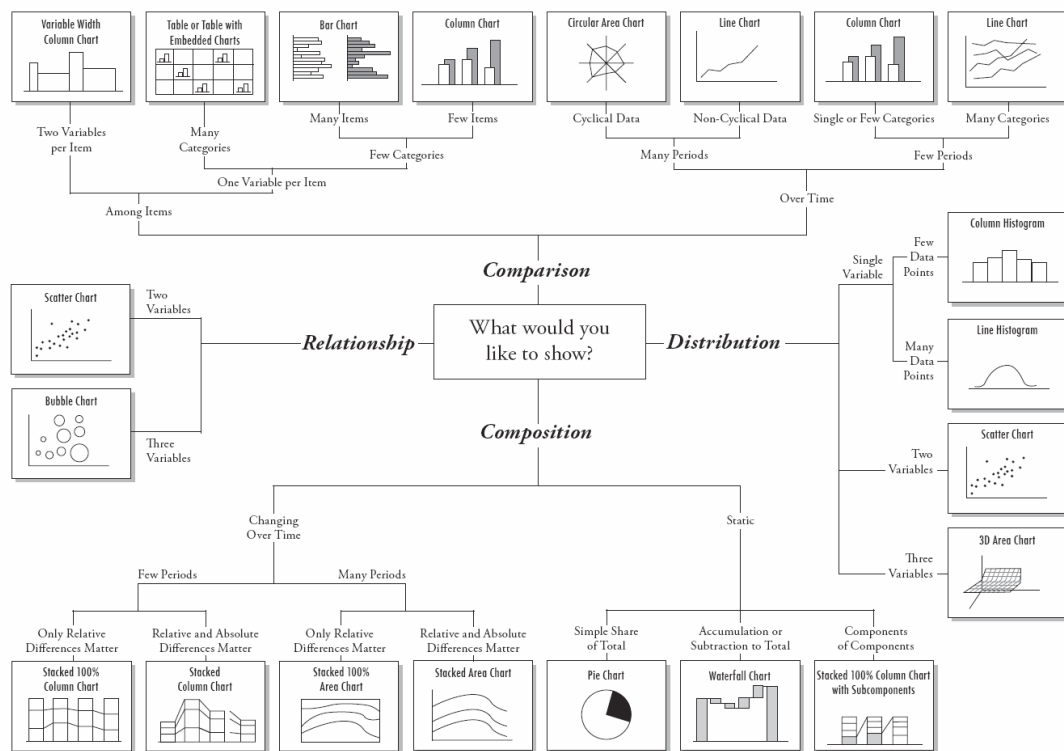 Variable Width
Column Chart
Table or Table with
Embedded Charts
Bar Chart
Column Chart
Circular Area Chart
Line Chart
Column Chart
Line Chart
Two Variables
per Item
Many
Categories
Many Items
Few Items
Cyclical Data
Non-Cyclical Data
Single or Few Categories
Many Categories
Few Categories
Many Periods
Few Periods
One Variable per Item
Among Items
Over Time
Comparison
What would you
like to show?
Relationship
Two
Variables
Scatter Chart
Three
Variables
Bubble Chart
Distribution
Single
Variable
Few
Data
Points
Column Histogram
Many
Data
Points
Line Histogram
Two
Variables
Scatter Chart
Three
Variables
3D Area Chart
Composition
Changing
Over Time
Static
Few Periods
Many Periods
Only Relative
Differences Matter
Relative and Absolute
Differences Matter
Only Relative
Differences Matter
Relative and Absolute
Differences Matter
Simple Share
of Total
Accumulation or
Subtraction to Total
Components
of Components
Stacked 100%
Column Chart
Stacked
Column Chart
Stacked 100%
Area Chart
Stacked Area Chart
Pie Chart
Waterfall Chart
Stacked 100% Column Chart
with Subcomponents